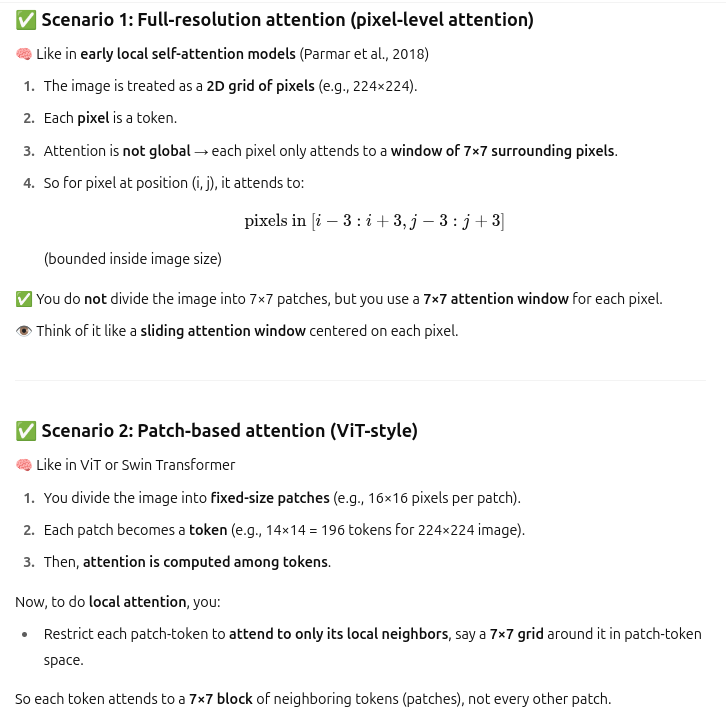 ✅ Scenario 1: Full-resolution attention (pixel-level attention)
🧠 Like in early local self-attention models (Parmar et al., 2018)
1. The image is treated as a 2D grid of pixels (e.g., 224×224).
2. Each pixel is a token.
3. Attention is not global → each pixel only attends to a window of 7×7 surrounding pixels.
4. So for pixel at position (i, j), it attends to:
pixels in [i − 3 : i + 3, j − 3 : j + 3]
(bounded inside image size)
✅ You do not divide the image into 7×7 patches, but you use a 7×7 attention window for each pixel.
👁️ Think of it like a sliding attention window centered on each pixel.
✅ Scenario 2: Patch-based attention (ViT-style)
🧠 Like in ViT or Swin Transformer
1. You divide the image into fixed-size patches (e.g., 16×16 pixels per patch).
2. Each patch becomes a token (e.g., 14×14 = 196 tokens for 224×224 image).
3. Then, attention is computed among tokens.
Now, to do local attention, you:
• Restrict each patch-token to attend to only its local neighbors, say a 7×7 grid around it in patch-token
space.
So each token attends to a 7×7 block of neighboring tokens (patches), not every other patch.